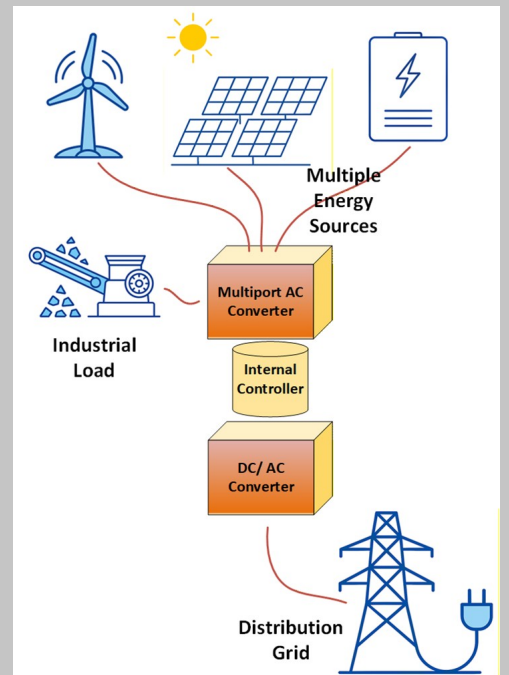 Multiple
Energy
Sources
Multiport AC
Converter
Industrial
Load
Internal
Controller
DC/ AC
Converter
Distribution
Grid